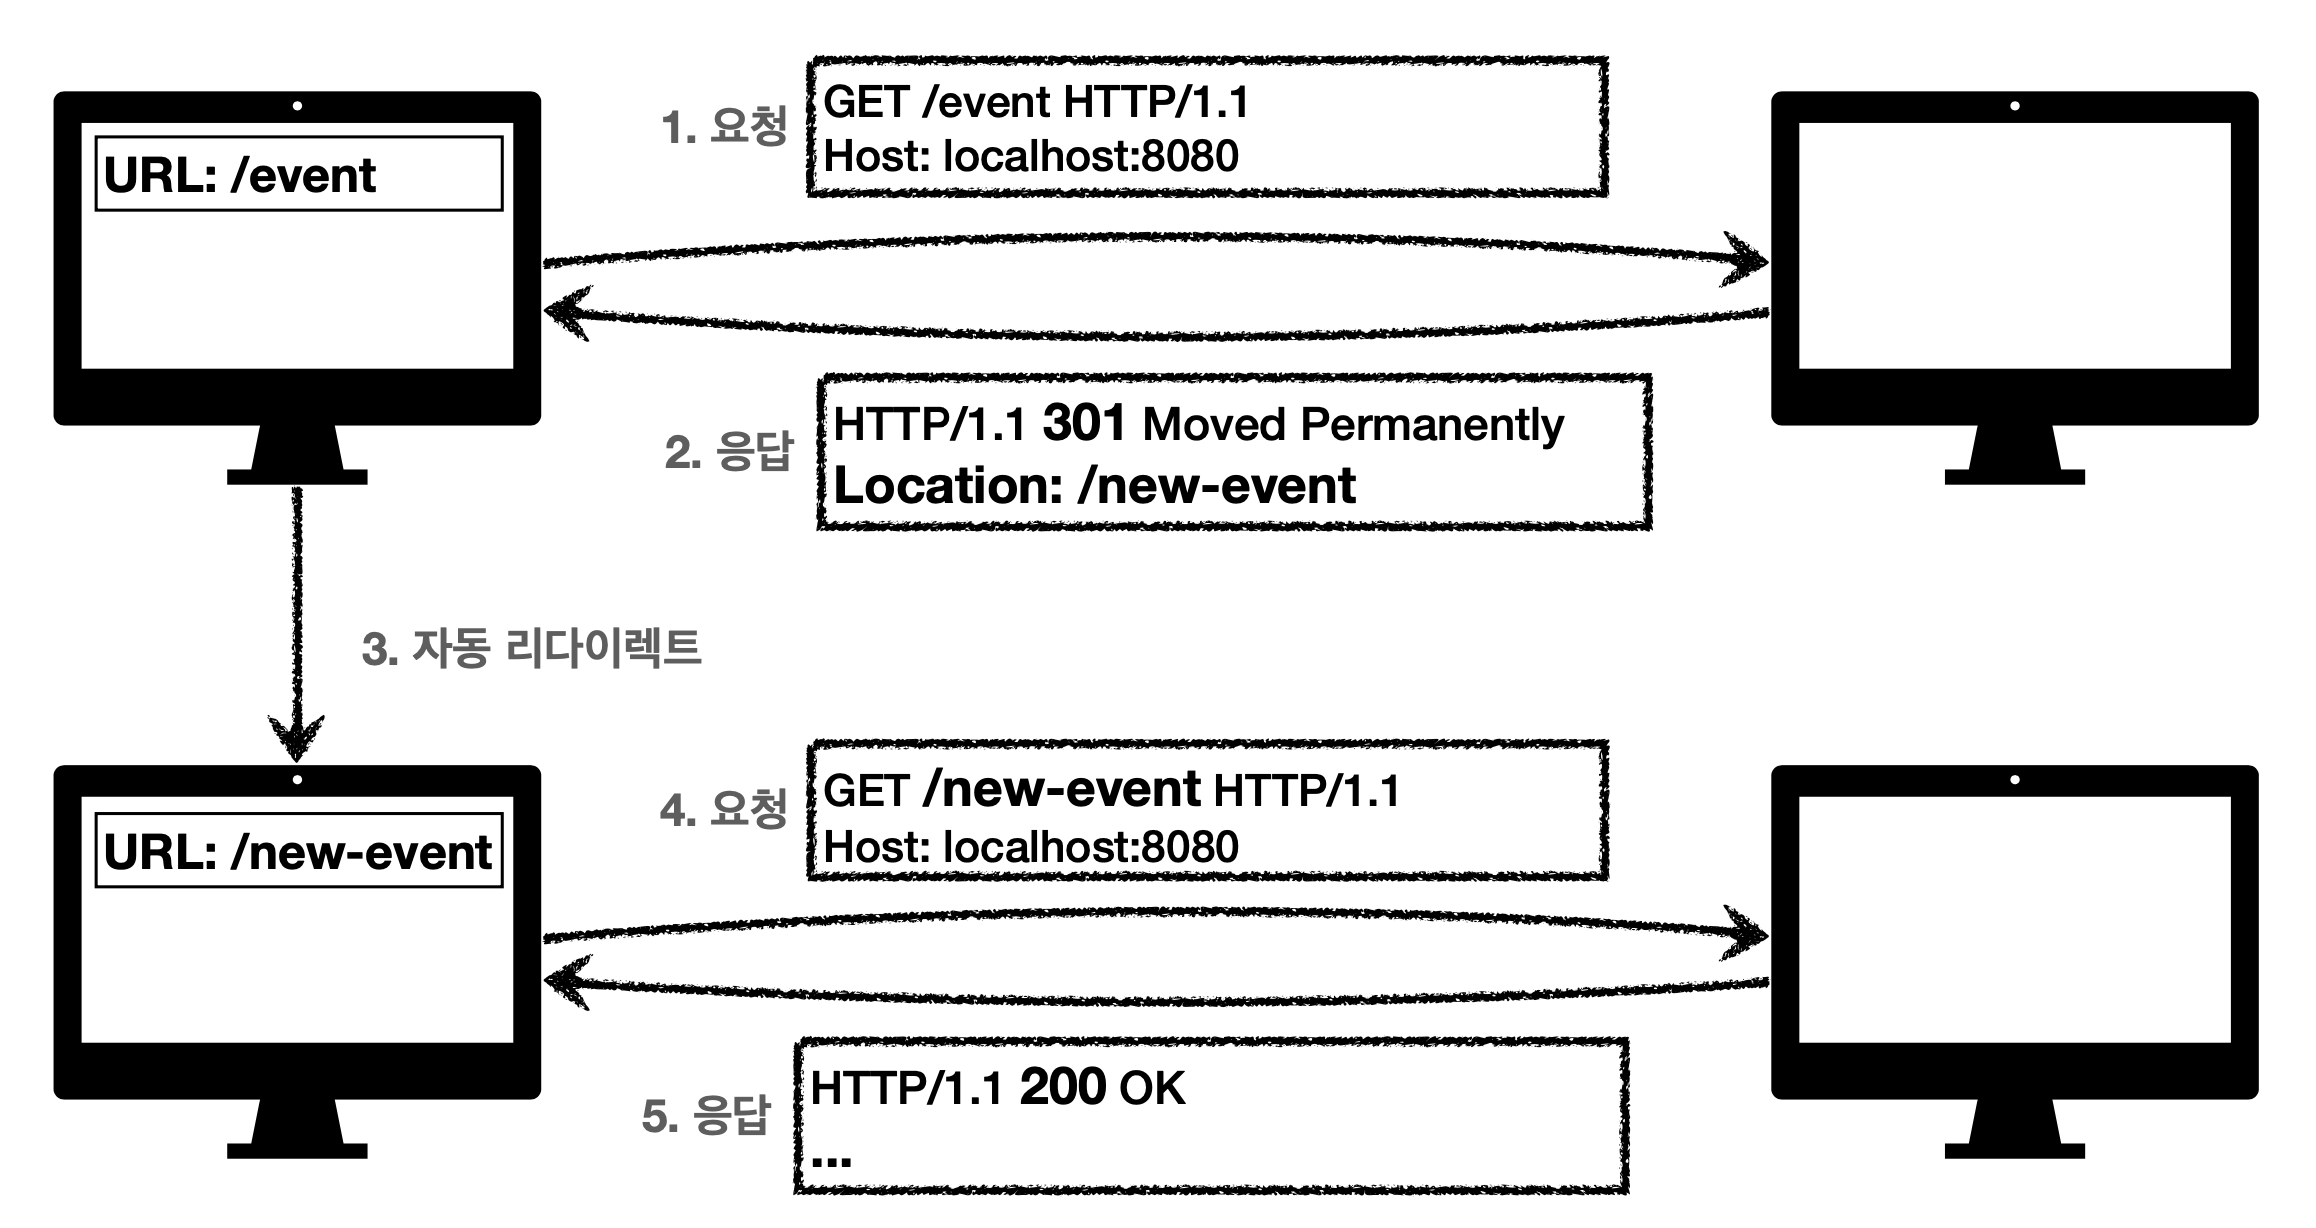 URL: /event
1. 요청
GET /event HTTP/1.1
Host: localhost:8080
2. 응답
HTTP/1.1 301 Moved Permanently
Location: /new-event
3. 자동 리다이렉트
URL: /new-event
4. 요청
GET /new-event HTTP/1.1
Host: localhost:8080
5. 응답
HTTP/1.1 200 OK
...